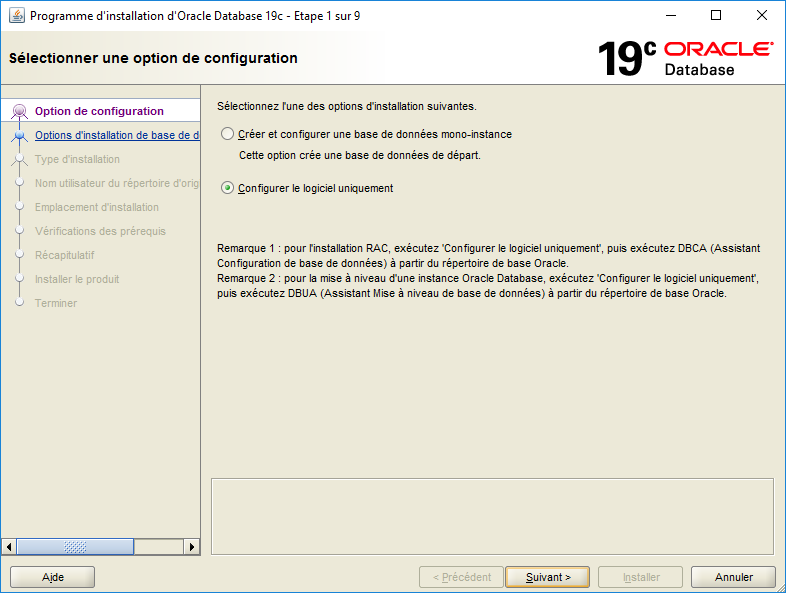 Programme d'installation d'Oracle Database 19c - Etape 1 sur 9
Sélectionner une option de configuration
19c ORACLE
Database
Option de configuration
Options d'installation de base de d
Type d'installation
Nom utilisateur du répertoire d'orig
Emplacement d'installation
Vérifications des prérequis
Récapitulatif
Installer le produit
Terminer
Sélectionnez l'une des options d'installation suivantes.
Créer et configurer une base de données mono-instance
Cette option crée une base de données de départ.
Configurer le logiciel uniquement
Remarque 1 : pour l'installation RAC, exécutez 'Configurer le logiciel uniquement', puis exécutez DBCA (Assistant
Configuration de base de données) à partir du répertoire de base Oracle.
Remarque 2 : pour la mise à niveau d'une instance Oracle Database, exécutez 'Configurer le logiciel uniquement',
puis exécutez DBUA (Assistant Mise à niveau de base de données) à partir du répertoire de base Oracle.
Aide
< Précédent
Suivant >
Installer
Annuler